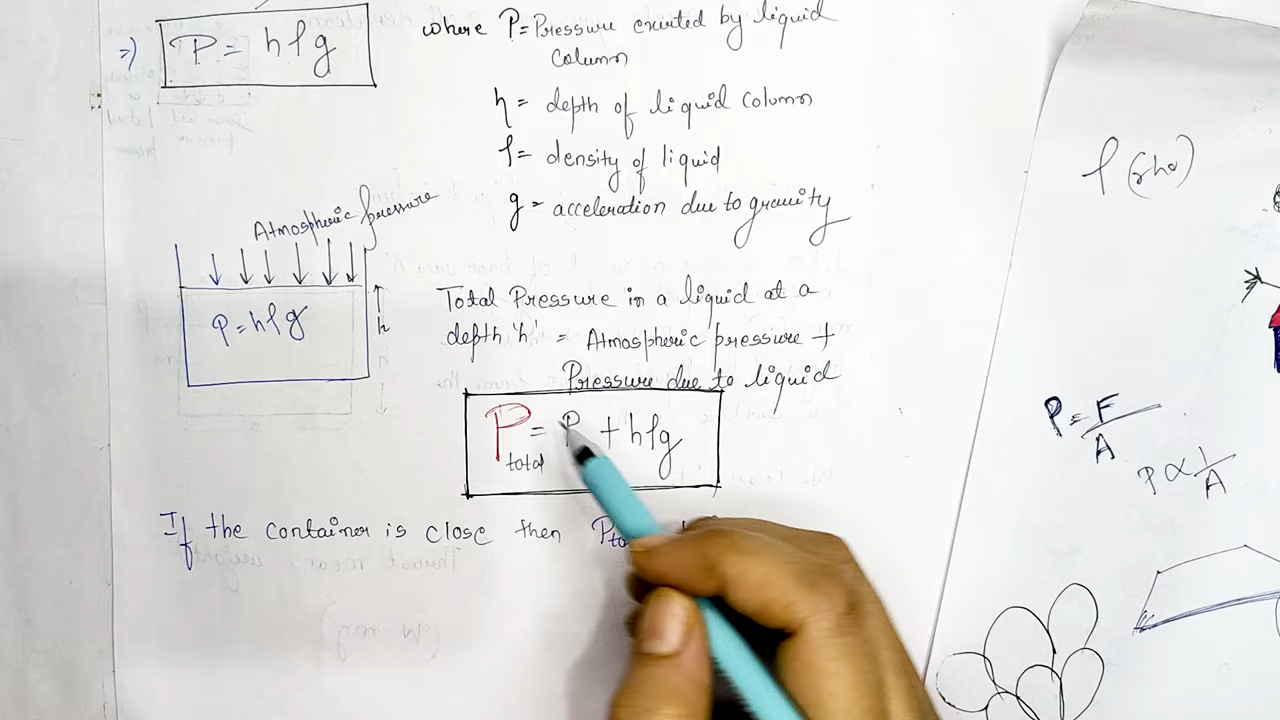 =) P = hρg
where P = Pressure exerted by liquid
column
h = depth of liquid column
ρ = density of liquid
g = acceleration due to gravity
Atmospheric pressure
P = hρg
h
Total Pressure in a liquid at a
depth 'h' = Atmospheric pressure +
Pressure due to liquid
P total = P + hρg
If the container is close then
ρ (rho)
P = F/A
P ∝ 1/A